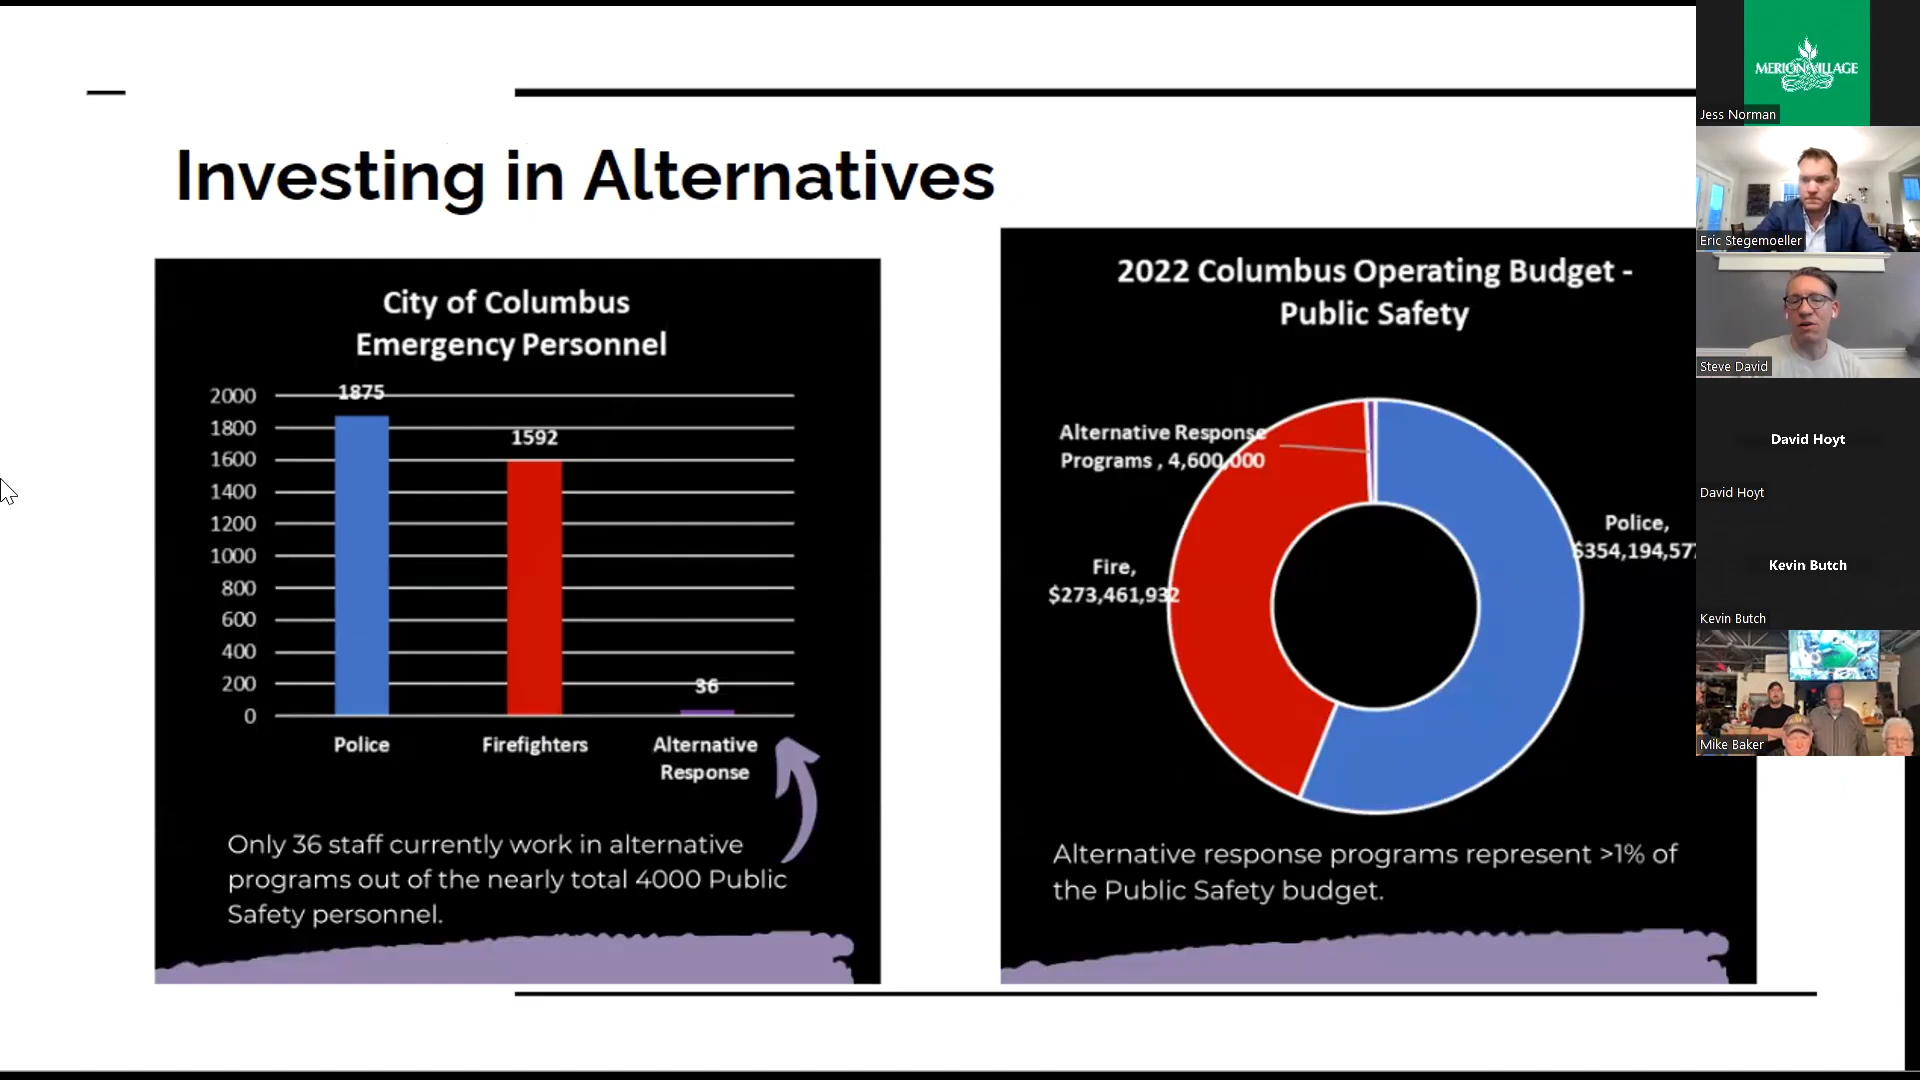 Investing in Alternatives
City of Columbus
Emergency Personnel
2000
1800
1600
1400
1200
1000
800
600
400
200
0
1875
1592
36
Police
Firefighters
Alternative
Response
Only 36 staff currently work in alternative
programs out of the nearly total 4000 Public
Safety personnel.
2022 Columbus Operating Budget -
Public Safety
Alternative Response
Programs , 4,600,000
Fire,
$273,461,932
Police,
$354,194,577
Alternative response programs represent >1% of
the Public Safety budget.
MERION VILLAGE
Jess Norman
Eric Stegemoeller
Steve David
David Hoyt
David Hoyt
Kevin Butch
Kevin Butch
Mike Baker